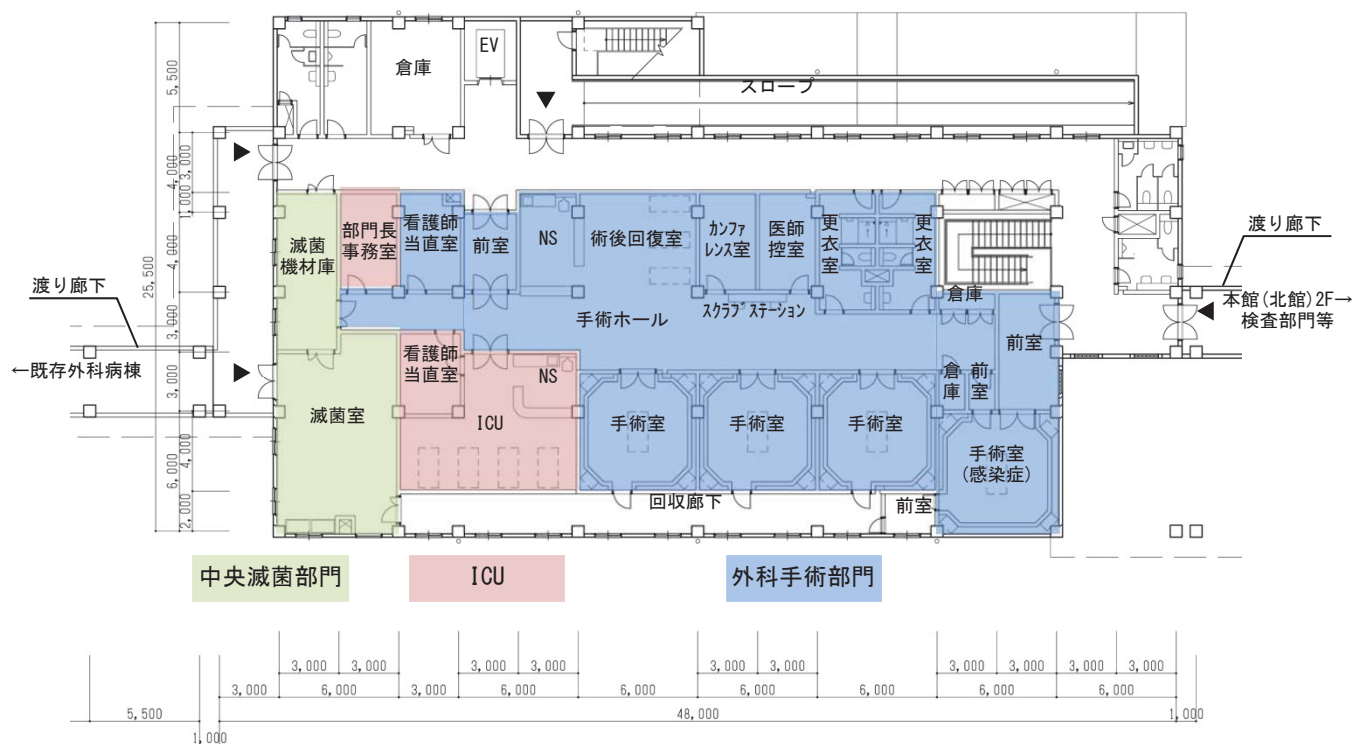 EV
倉庫
スロープ
5,500
4,000
3,000
1,000
25,500
4,000
3,000
3,000
6,000
4,000
2,000
滅菌
機材庫
部門長
事務室
看護師
当直室
前室
NS
術後回復室
カンファ
レンス室
医師
控室
更衣室
更衣室
渡り廊下
渡り廊下
倉庫
本館(北館)2F→
検査部門等
手術ホール
スクラブステーション
前室
←既存外科病棟
看護師
当直室
NS
倉庫
前室
滅菌室
ICU
手術室
手術室
手術室
手術室
(感染症)
回収廊下
前室
中央滅菌部門
ICU
外科手術部門
3,000
3,000
3,000
3,000
3,000
3,000
3,000
3,000
3,000
3,000
3,000
6,000
3,000
6,000
6,000
6,000
6,000
6,000
6,000
5,500
48,000
1,000
1,000